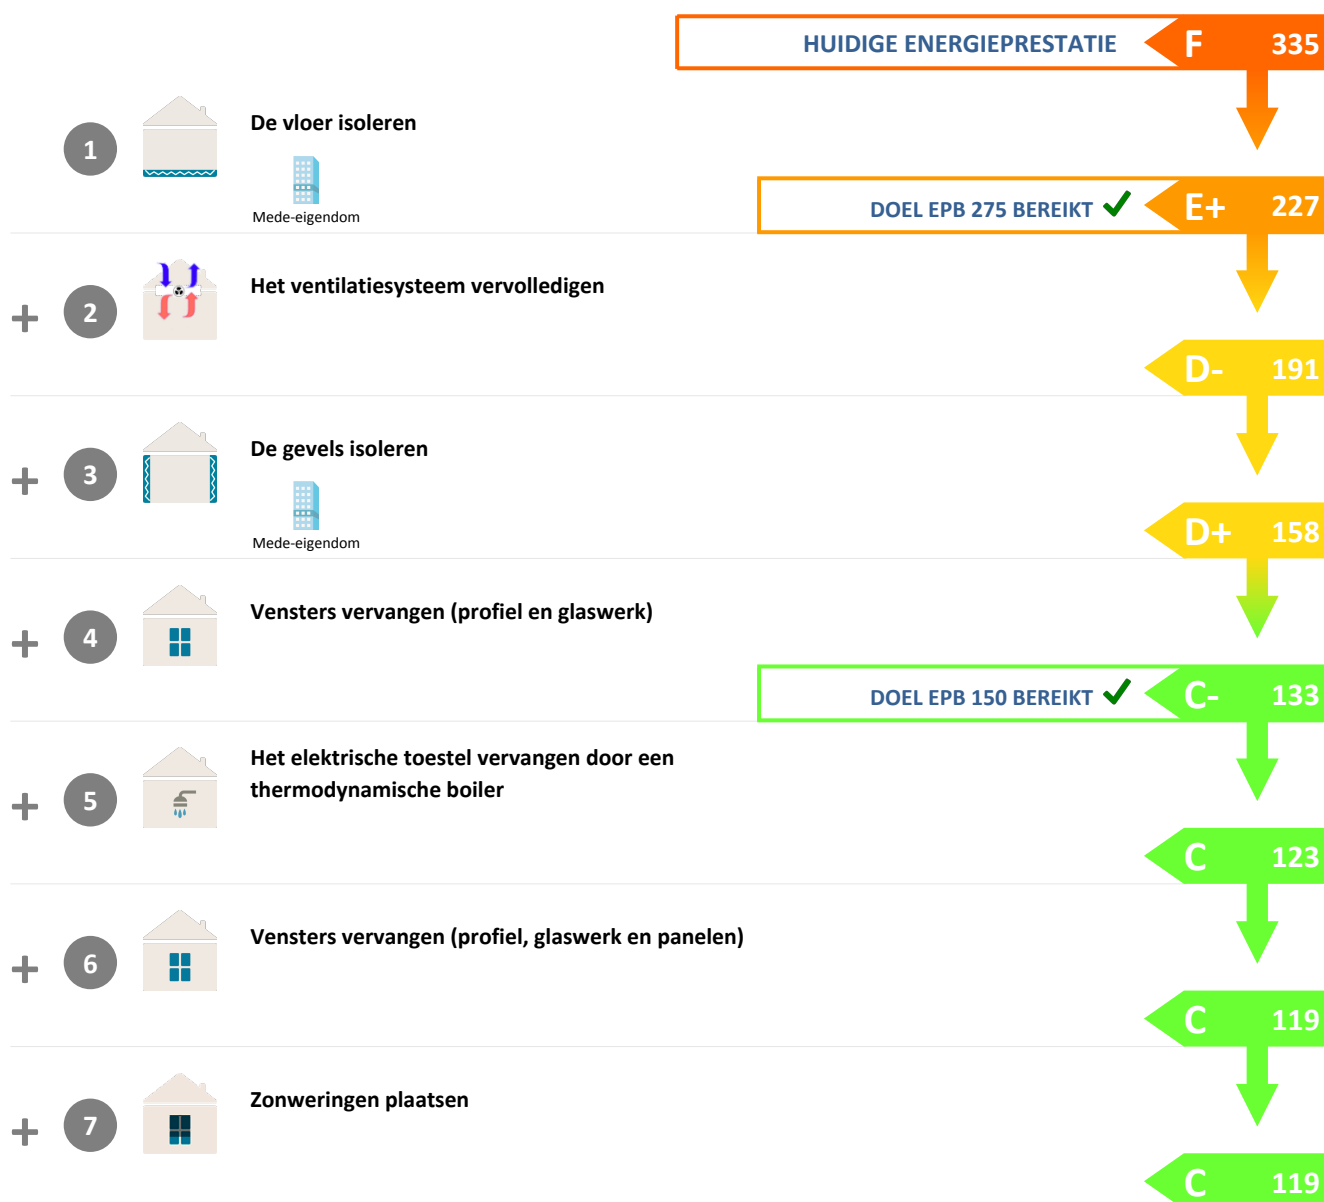 HUIDIGE ENERGIEPRESTATIE F 335
1 De vloer isoleren
Mede-eigendom
DOEL EPB 275 BEREIKT E+ 227
+ 2 Het ventilatiesysteem vervolledigen
D- 191
+ 3 De gevels isoleren
Mede-eigendom
D+ 158
+ 4 Vensters vervangen (profiel en glaswerk)
DOEL EPB 150 BEREIKT C- 133
Het elektrische toestel vervangen door een
+ 5 thermodynamische boiler
C 123
+ 6 Vensters vervangen (profiel, glaswerk en panelen)
C 119
+ 7 Zonweringen plaatsen
C 119